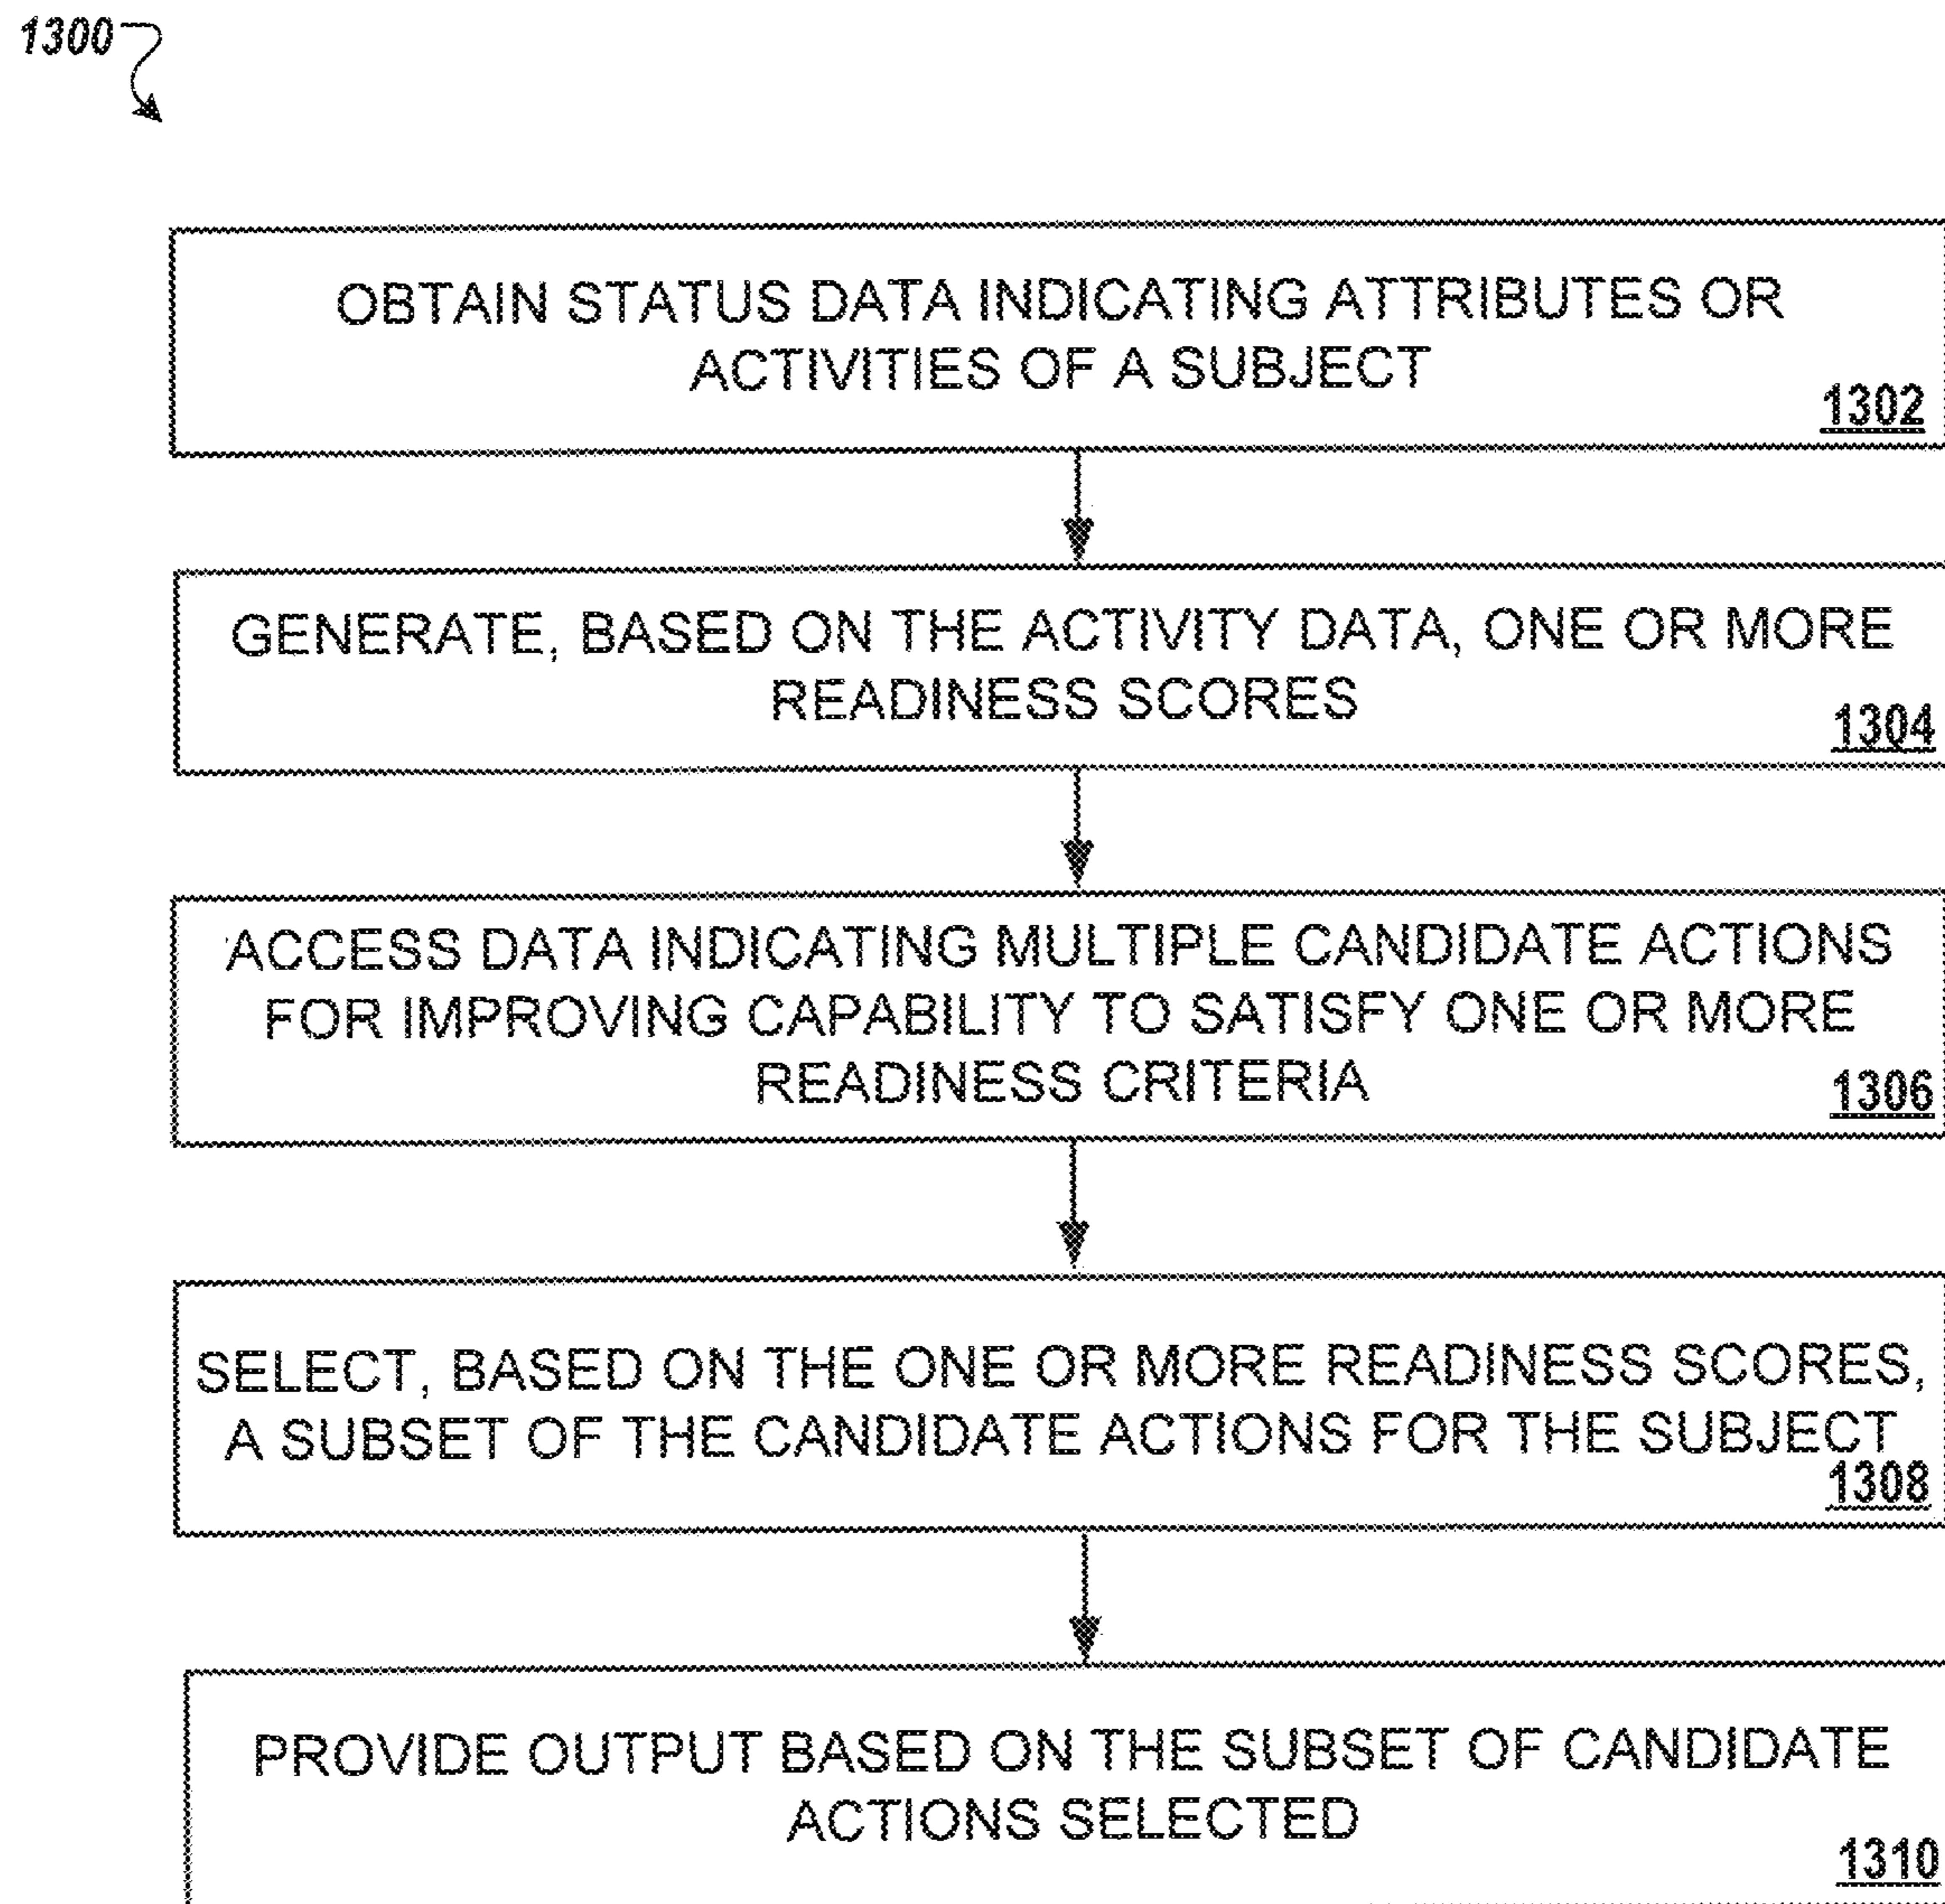 1300
OBTAIN STATUS DATA INDICATING ATTRIBUTES OR
ACTIVITIES OF A SUBJECT
1302
GENERATE, BASED ON THE ACTIVITY DATA, ONE OR MORE
READINESS SCORES
1304
ACCESS DATA INDICATING MULTIPLE CANDIDATE ACTIONS
FOR IMPROVING CAPABILITY TO SATISFY ONE OR MORE
READINESS CRITERIA
1306
SELECT, BASED ON THE ONE OR MORE READINESS SCORES,
A SUBSET OF THE CANDIDATE ACTIONS FOR THE SUBJECT
1308
PROVIDE OUTPUT BASED ON THE SUBSET OF CANDIDATE
ACTIONS SELECTED
1310